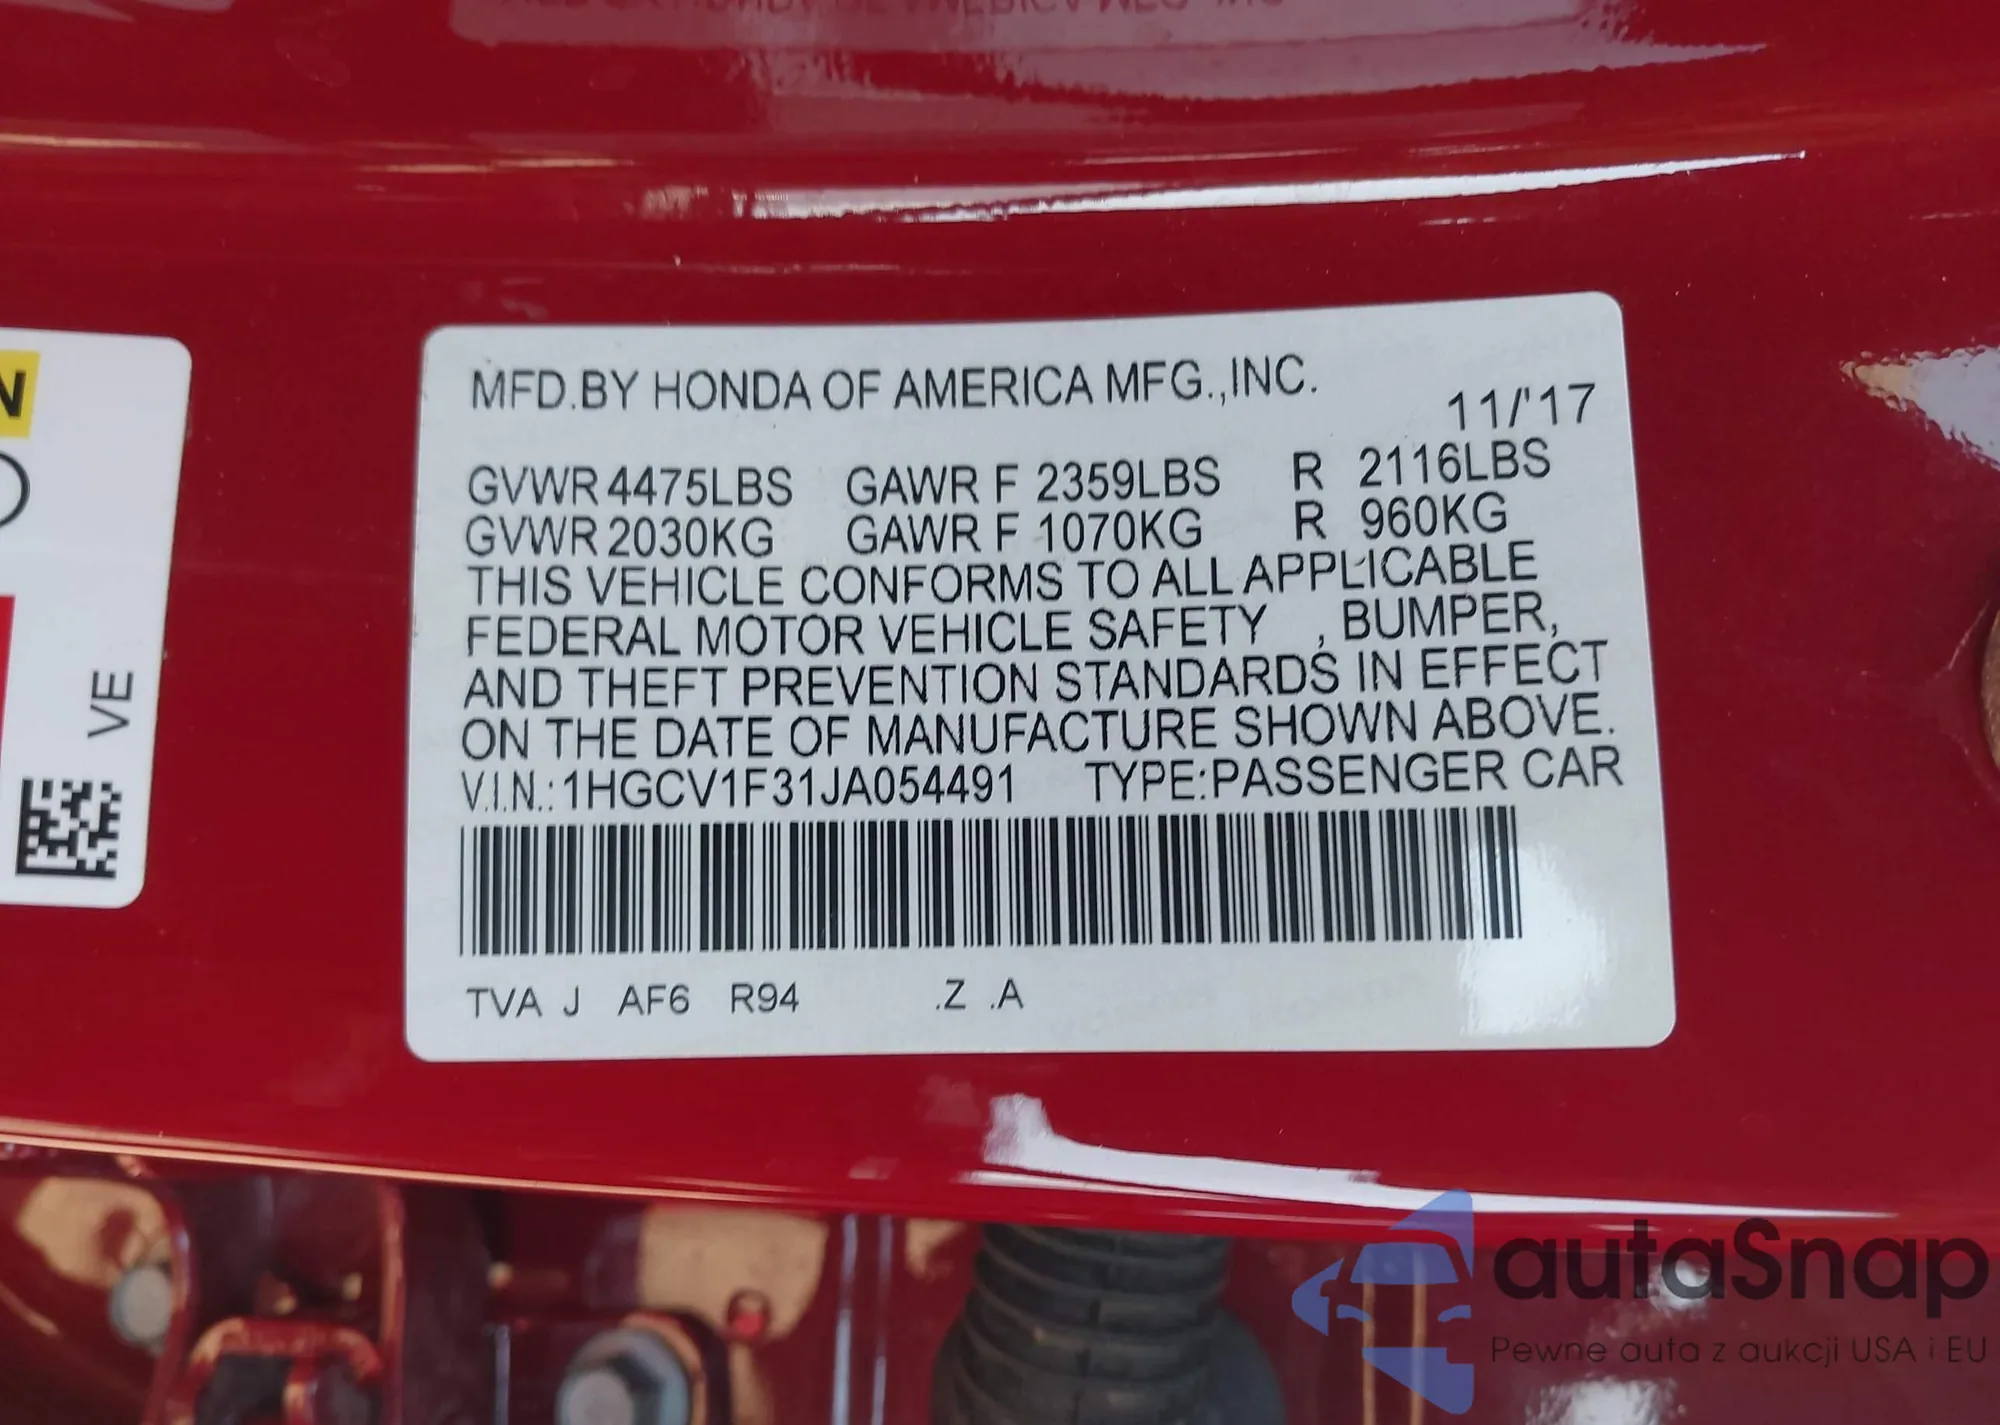 MFD.BY HONDA OF AMERICA MFG.,INC.
11/'17
GVWR 4475LBS GAWR F 2359LBS R 2116LBS
GVWR 2030KG GAWR F 1070KG R 960KG
THIS VEHICLE CONFORMS TO ALL APPLICABLE
FEDERAL MOTOR VEHICLE SAFETY , BUMPER,
AND THEFT PREVENTION STANDARDS IN EFFECT
ON THE DATE OF MANUFACTURE SHOWN ABOVE.
V.I.N.:1HGCV1F31JA054491 TYPE:PASSENGER CAR
TVA J AF6 R94 .Z .A
N
VE
autaSnap
Pewne auta z aukcji USA i EU